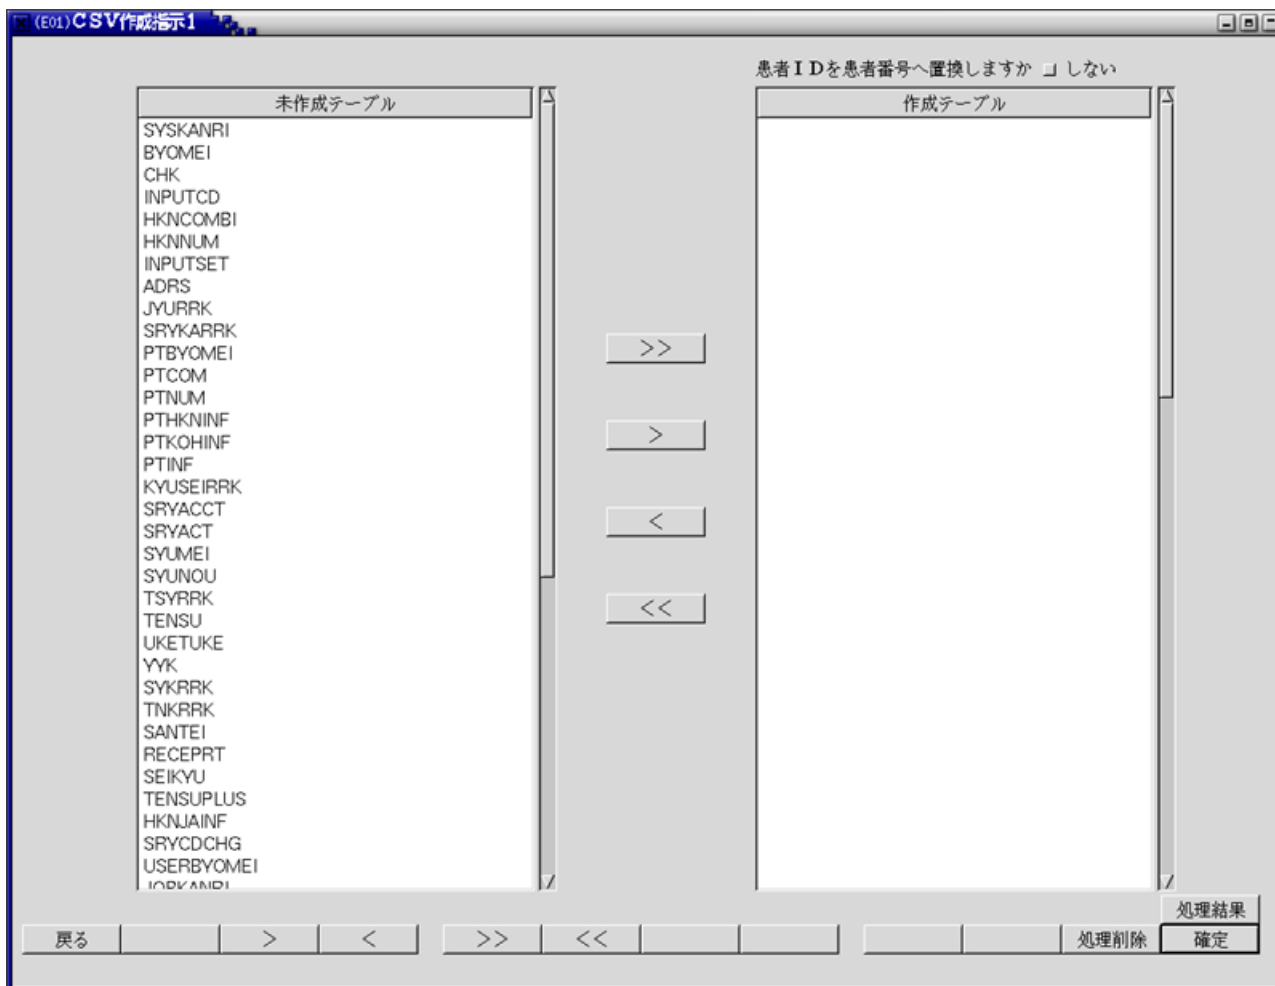 (E01)CSV作成指示1
患者IDを患者番号へ置換しますか しない
未作成テーブル
作成テーブル
SYSKANRI
BYOMEI
CHK
INPUTCD
HKNCOMBI
HKNNUM
INPUTSET
ADRS
JYURRK
SRYKARRK
PTBYOMEI
PTCOM
PTNUM
PTHKNINF
PTKOHINF
PTINF
KYUSEIRRK
SRYACCT
SRYACT
SYUMEI
SYUNOU
TSYRRK
TENSU
UKETUKE
YYK
SYKRRK
TNKRRK
SANTEI
RECEPRT
SEIKYU
TENSUPLUS
HKNJAINF
SRYCDCHG
USERBYOMEI
JOBKANRI
>>
>
<
<<
処理結果
戻る > < >> << 処理削除 確定